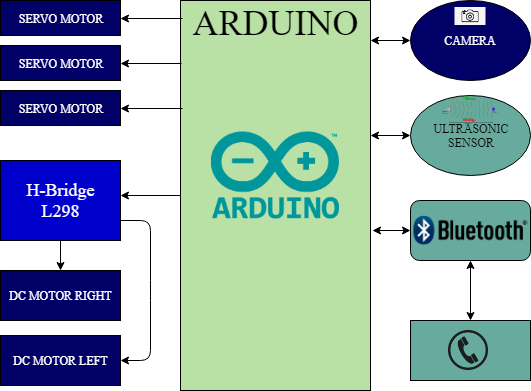 SERVO MOTOR
SERVO MOTOR
SERVO MOTOR
H-Bridge
L298
DC MOTOR RIGHT
DC MOTOR LEFT
ARDUINO
™
ARDUINO
CAMERA
ULTRASONIC
SENSOR
Bluetooth®